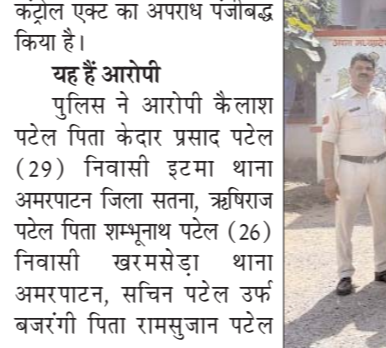 कंट्रोल एक्ट का अपराध पंजीबद्ध
किया है।
यह हैं आरोपी
पुलिस ने आरोपी कैलाश
पटेल पिता केदार प्रसाद पटेल
(29) निवासी इटमा थाना
अमरपाटन जिला सतना, ऋषिराज
पटेल पिता शम्भूनाथ पटेल (26)
निवासी खरमसेड़ा थाना
अमरपाटन, सचिन पटेल उर्फ
बजरंगी पिता रामसुजान पटेल